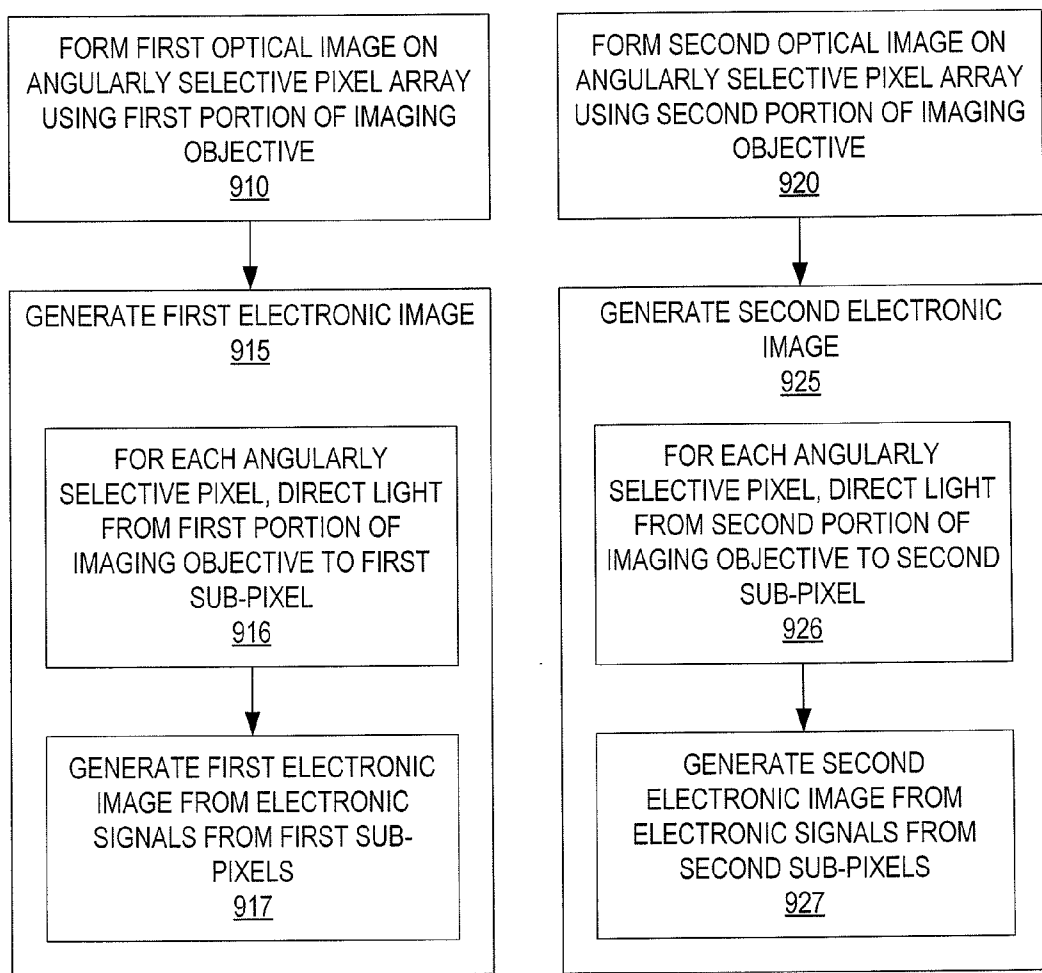 FORM FIRST OPTICAL IMAGE ON
ANGULARLY SELECTIVE PIXEL ARRAY
USING FIRST PORTION OF IMAGING
OBJECTIVE
910
GENERATE FIRST ELECTRONIC IMAGE
915
FOR EACH ANGULARLY
SELECTIVE PIXEL, DIRECT LIGHT
FROM FIRST PORTION OF
IMAGING OBJECTIVE TO FIRST
SUB-PIXEL
916
GENERATE FIRST ELECTRONIC
IMAGE FROM ELECTRONIC
SIGNALS FROM FIRST SUB-
PIXELS
917
FORM SECOND OPTICAL IMAGE ON
ANGULARLY SELECTIVE PIXEL ARRAY
USING SECOND PORTION OF IMAGING
OBJECTIVE
920
GENERATE SECOND ELECTRONIC
IMAGE
925
FOR EACH ANGULARLY
SELECTIVE PIXEL, DIRECT LIGHT
FROM SECOND PORTION OF
IMAGING OBJECTIVE TO SECOND
SUB-PIXEL
926
GENERATE SECOND
ELECTRONIC IMAGE FROM
ELECTRONIC SIGNALS FROM
SECOND SUB-PIXELS
927